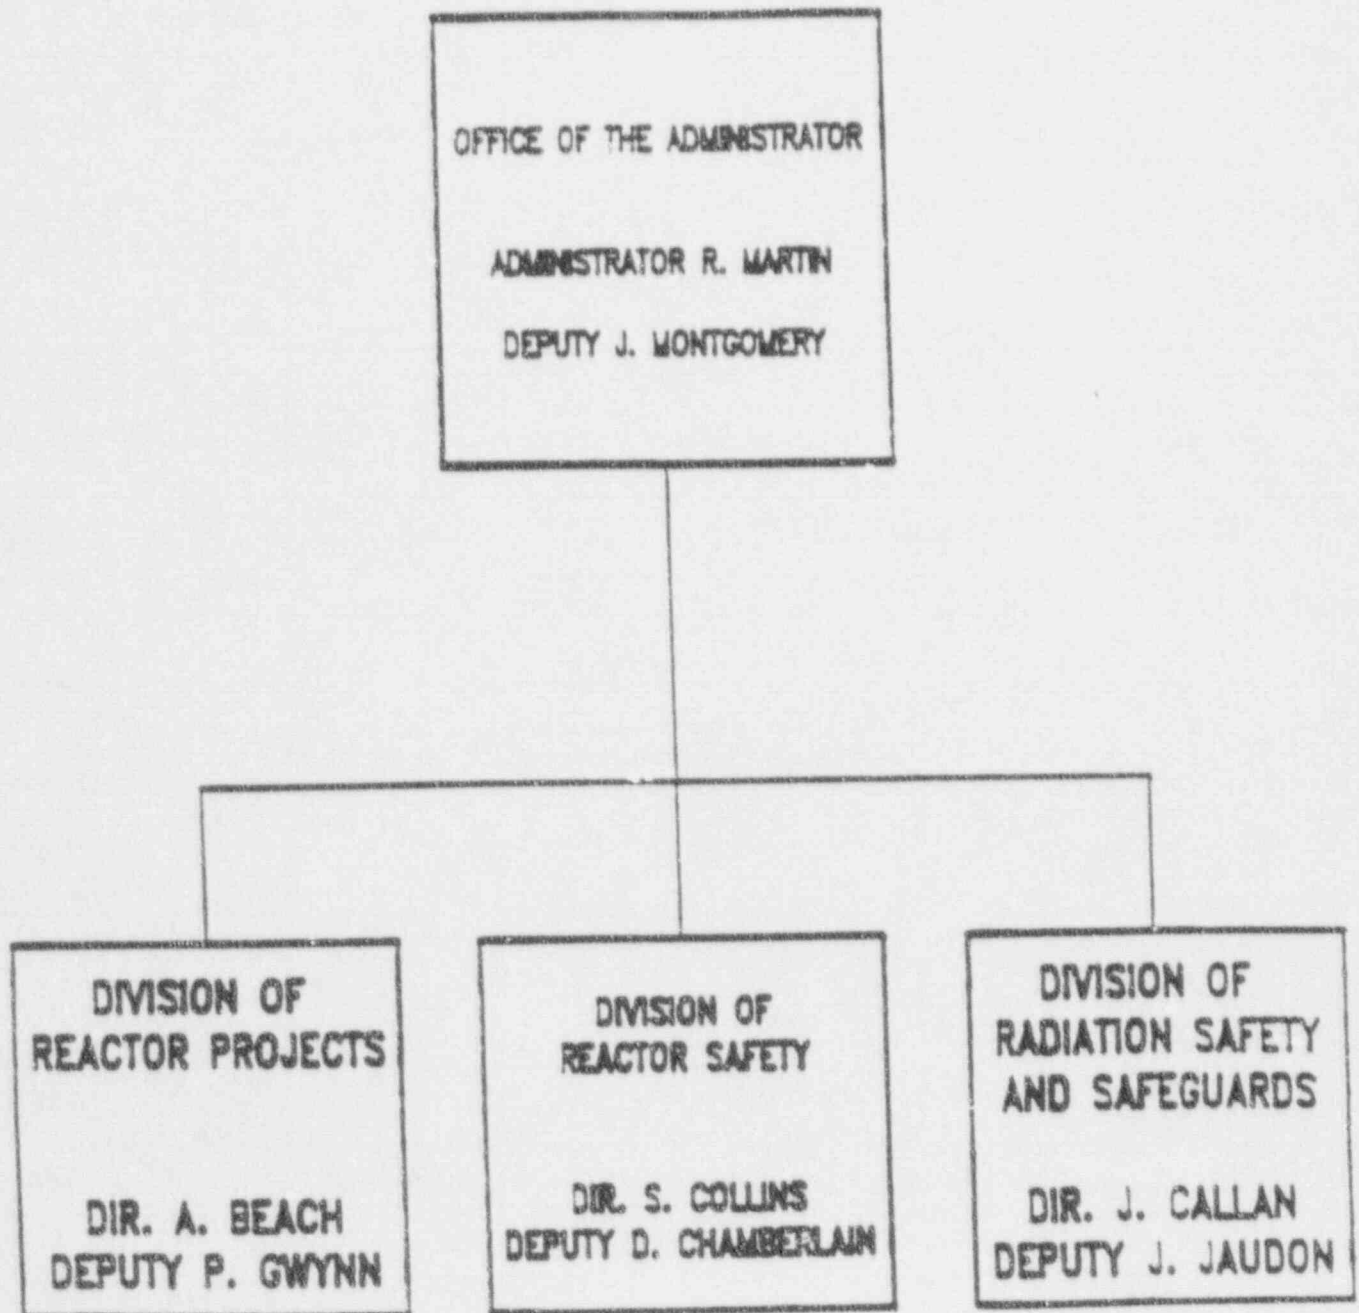 OFFICE OF THE ADMINISTRATOR
ADMINISTRATOR R. MARTIN
DEPUTY J. MONTGOMERY
DIVISION OF
REACTOR PROJECTS
DIR. A. BEACH
DEPUTY P. GWYNN
DIVISION OF
REACTOR SAFETY
DIR. S. COLLINS
DEPUTY D. CHAMBERLAIN
DIVISION OF
RADIATION SAFETY
AND SAFEGUARDS
DIR. J. CALLAN
DEPUTY J. JAUDON